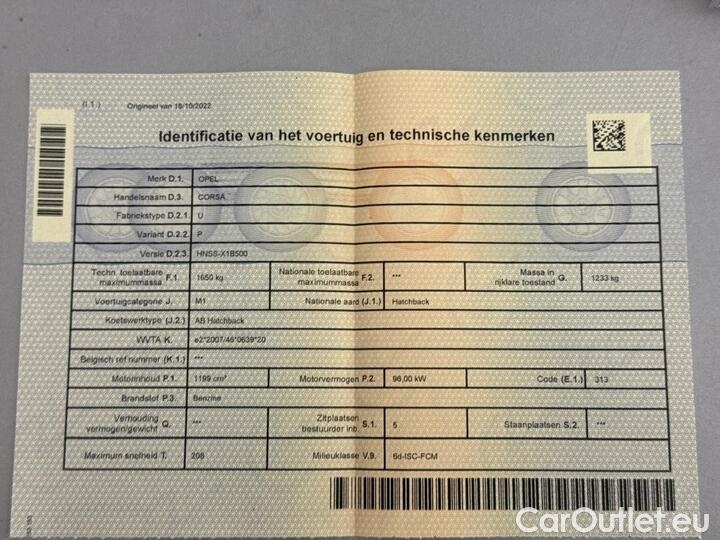 (I.1.) Origineel van 18/10/2022
Identificatie van het voertuig en technische kenmerken
Merk D.1. OPEL
Handelsnaam D.3. CORSA
Fabriekstype D.2.1. U
Variant D.2.2. P
Versie D.2.3. HNSS-X1B500
Techn. toelaatbare maximummassa F.1. 1650 kg Nationale toelaatbare maximummassa F.2. *** Massa in rijklare toestand G. 1233 kg
Voertuigcategorie J. M1 Nationale aard (J.1.) Hatchback
Koetswerktype (J.2.) AB Hatchback
WVTA K. e2*2007/46*0639*20
Belgisch ref.nummer (K.1.) ***
Motorinhoud P.1. 1199 cm³ Motorvermogen P.2. 96,00 kW Code (E.1.) 313
Brandstof P.3. Benzine
Verhouding vermogen/gewicht Q. *** Zitplaatsen bestuurder inb. S.1. 5 Staanplaatsen S.2. ***
Maximum snelheid T. 208 Milieuklasse V.9. 6d-ISC-FCM
CarOutlet.eu